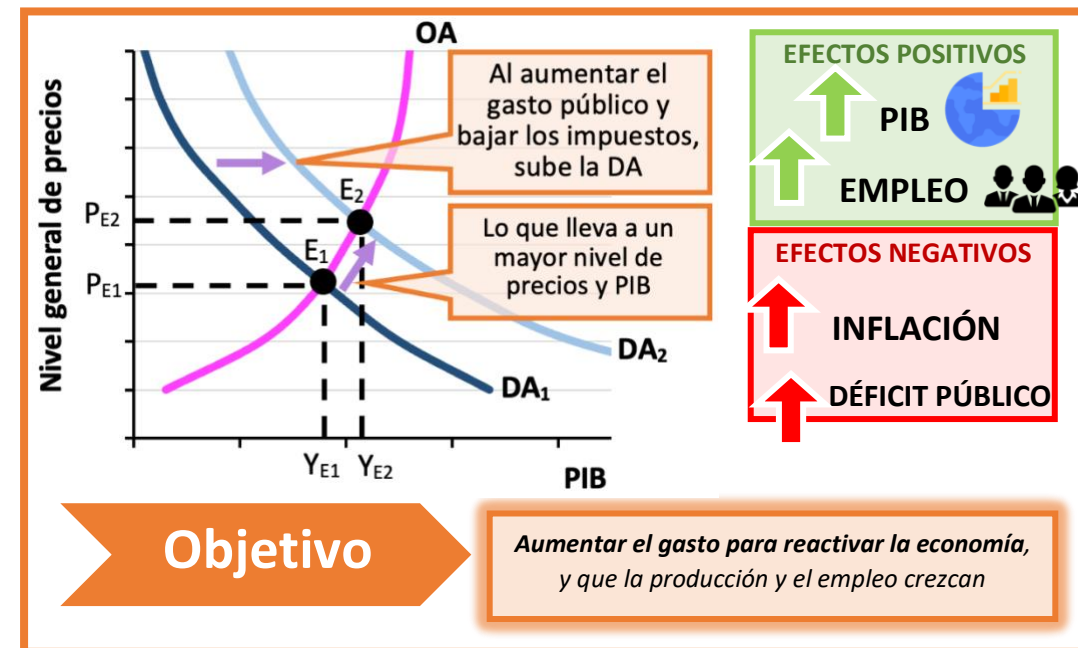 OA
Nivel general de precios
Al aumentar el
gasto público y
bajar los impuestos,
sube la DA
E2
PE2
E1
PE1
Lo que lleva a un
mayor nivel de
precios y PIB
DA2
DA1
YE1 YE2
PIB
EFECTOS POSITIVOS
PIB
EMPLEO
EFECTOS NEGATIVOS
INFLACIÓN
DÉFICIT PÚBLICO
Objetivo
Aumentar el gasto para reactivar la economía,
y que la producción y el empleo crezcan